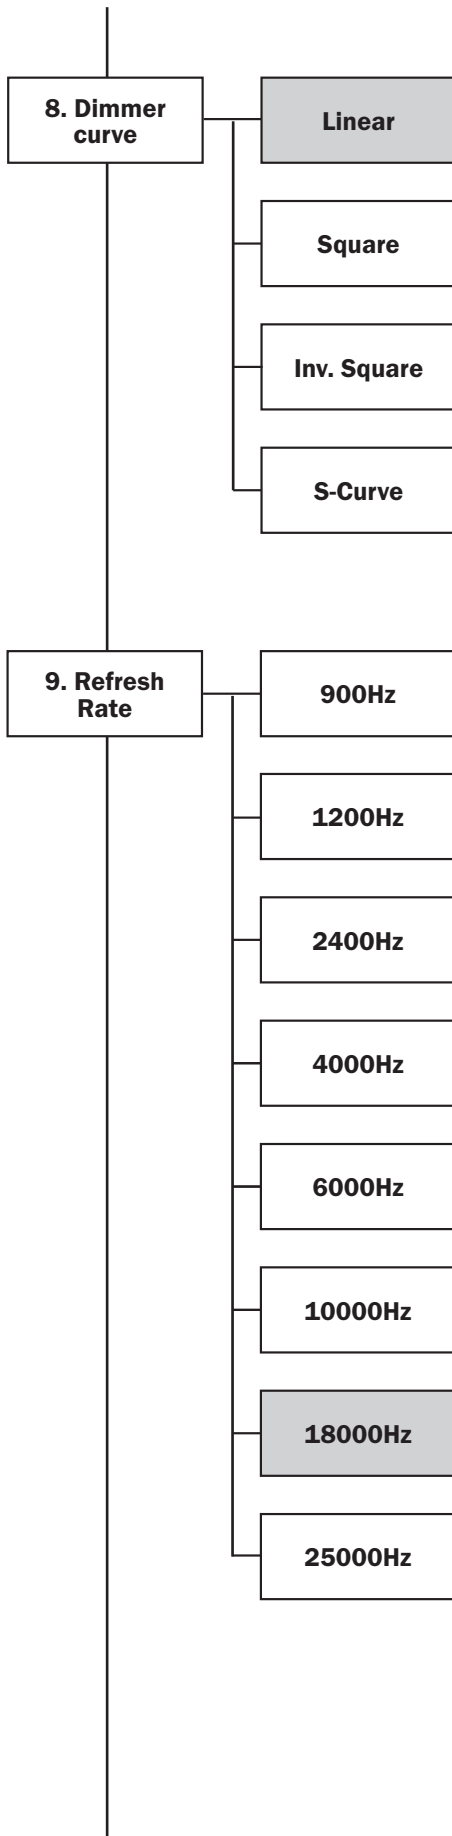 8. Dimmer
curve
Linear
Square
Inv. Square
S-Curve
9. Refresh
Rate
900Hz
1200Hz
2400Hz
4000Hz
6000Hz
10000Hz
18000Hz
25000Hz